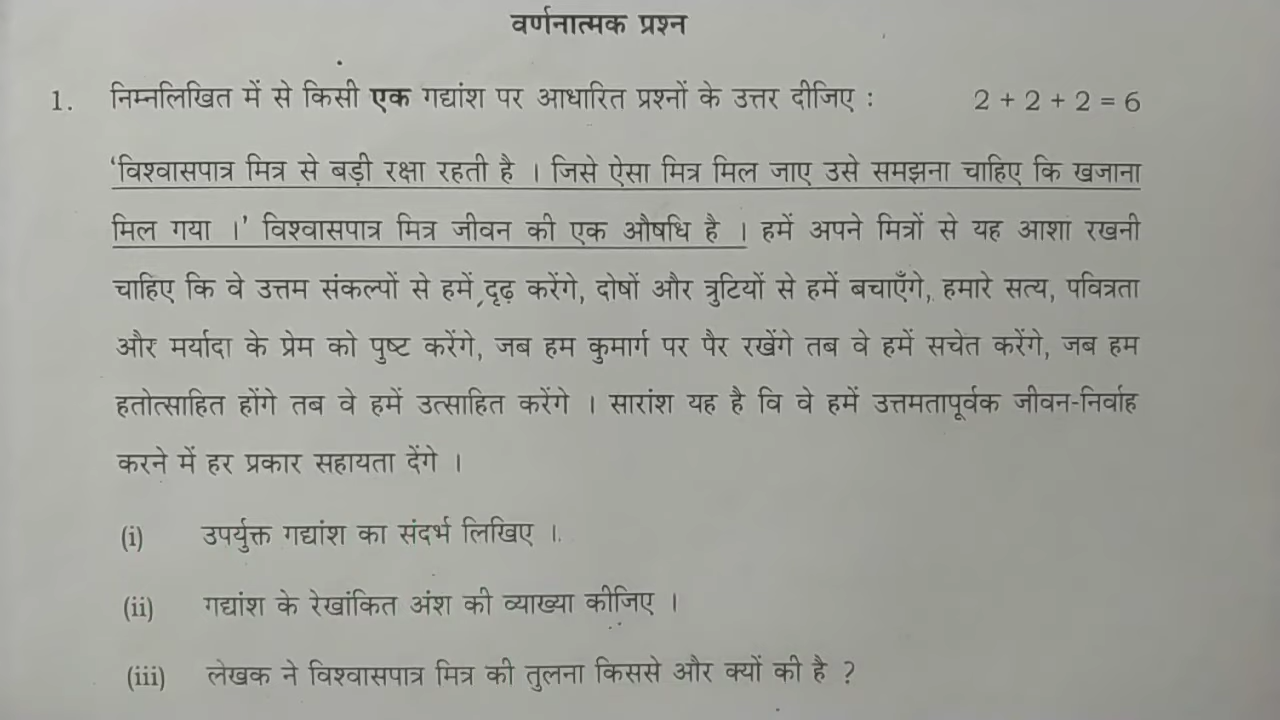 वर्णनात्मक प्रश्न
1. निम्नलिखित में से किसी एक गद्यांश पर आधारित प्रश्नों के उत्तर दीजिए : 2 + 2 + 2 = 6
‘विश्वासपात्र मित्र से बड़ी रक्षा रहती है । जिसे ऐसा मित्र मिल जाए उसे समझना चाहिए कि खजाना
मिल गया ।’ विश्वासपात्र मित्र जीवन की एक औषधि है । हमें अपने मित्रों से यह आशा रखनी
चाहिए कि वे उत्तम संकल्पों से हमें दृढ़ करेंगे, दोषों और त्रुटियों से हमें बचाएँगे, हमारे सत्य, पवित्रता
और मर्यादा के प्रेम को पुष्ट करेंगे, जब हम कुमार्ग पर पैर रखेंगे तब वे हमें सचेत करेंगे, जब हम
हतोत्साहित होंगे तब वे हमें उत्साहित करेंगे । सारांश यह है वि वे हमें उत्तमतापूर्वक जीवन-निर्वाह
करने में हर प्रकार सहायता देंगे ।
(i) उपर्युक्त गद्यांश का संदर्भ लिखिए ।
(ii) गद्यांश के रेखांकित अंश की व्याख्या कीजिए ।
(iii) लेखक ने विश्वासपात्र मित्र की तुलना किससे और क्यों की है ?